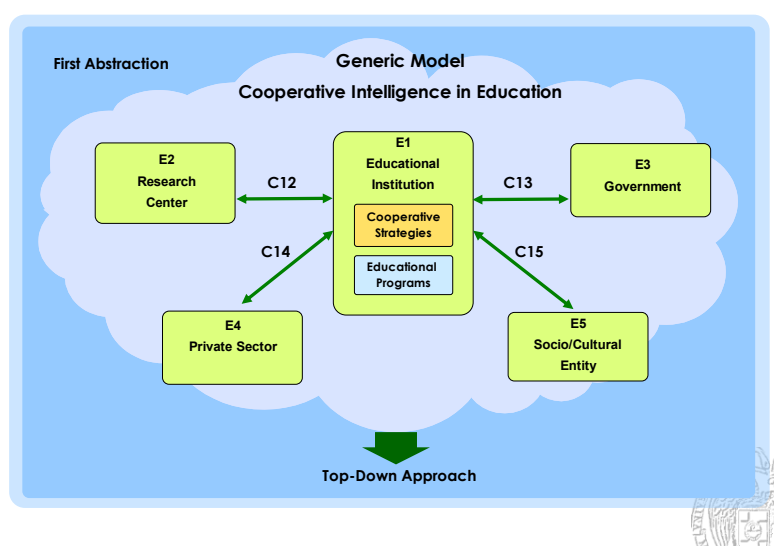 First Abstraction
Generic Model
Cooperative Intelligence in Education
E2
Research
Center
C12
E1
Educational
Institution
Cooperative
Strategies
Educational
Programs
C13
E3
Government
C14
C15
E4
Private Sector
E5
Socio/Cultural
Entity
Top-Down Approach